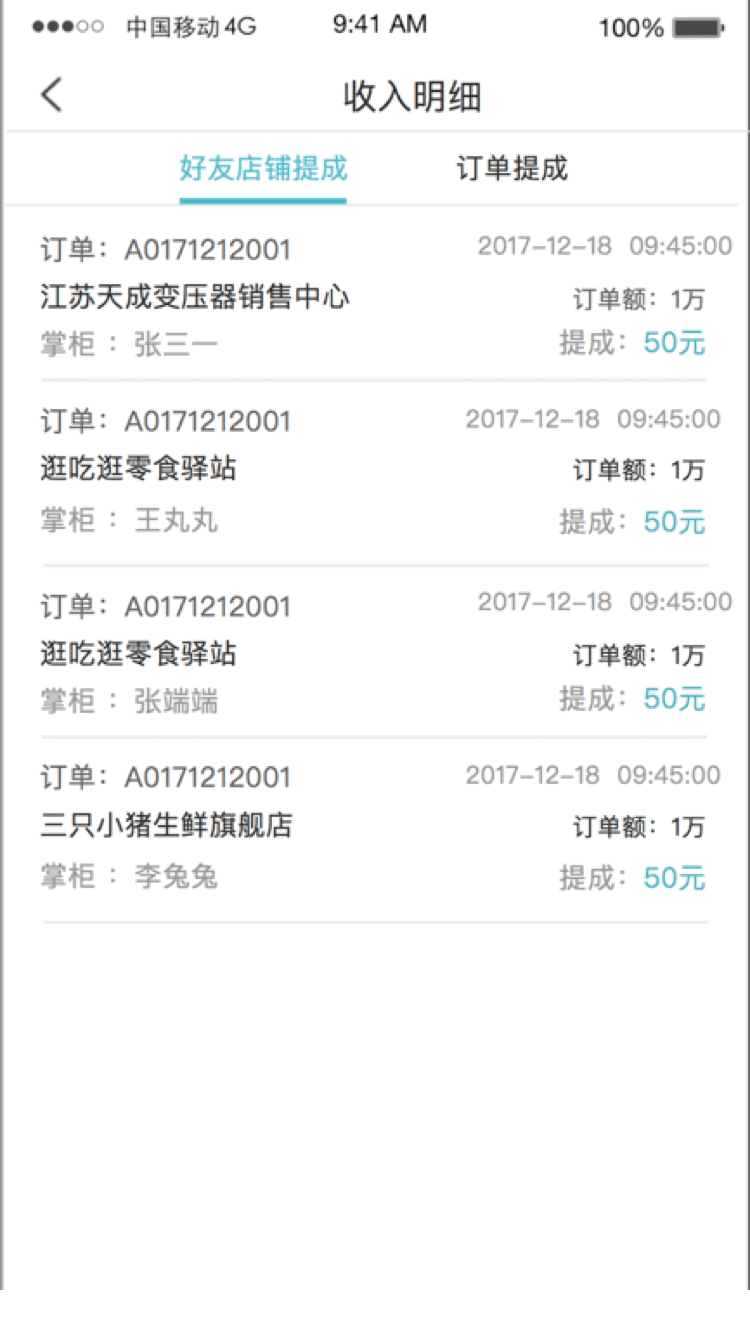 中国移动4G 9:41 AM 100%
收入明细
好友店铺提成 订单提成
订单：A0171212001 2017-12-18 09:45:00
江苏天成变压器销售中心 订单额：1万
掌柜：张三一 提成：50元
订单：A0171212001 2017-12-18 09:45:00
逛吃逛零食驿站 订单额：1万
掌柜：王丸丸 提成：50元
订单：A0171212001 2017-12-18 09:45:00
逛吃逛零食驿站 订单额：1万
掌柜：张端端 提成：50元
订单：A0171212001 2017-12-18 09:45:00
三只小猪生鲜旗舰店 订单额：1万
掌柜：李兔兔 提成：50元